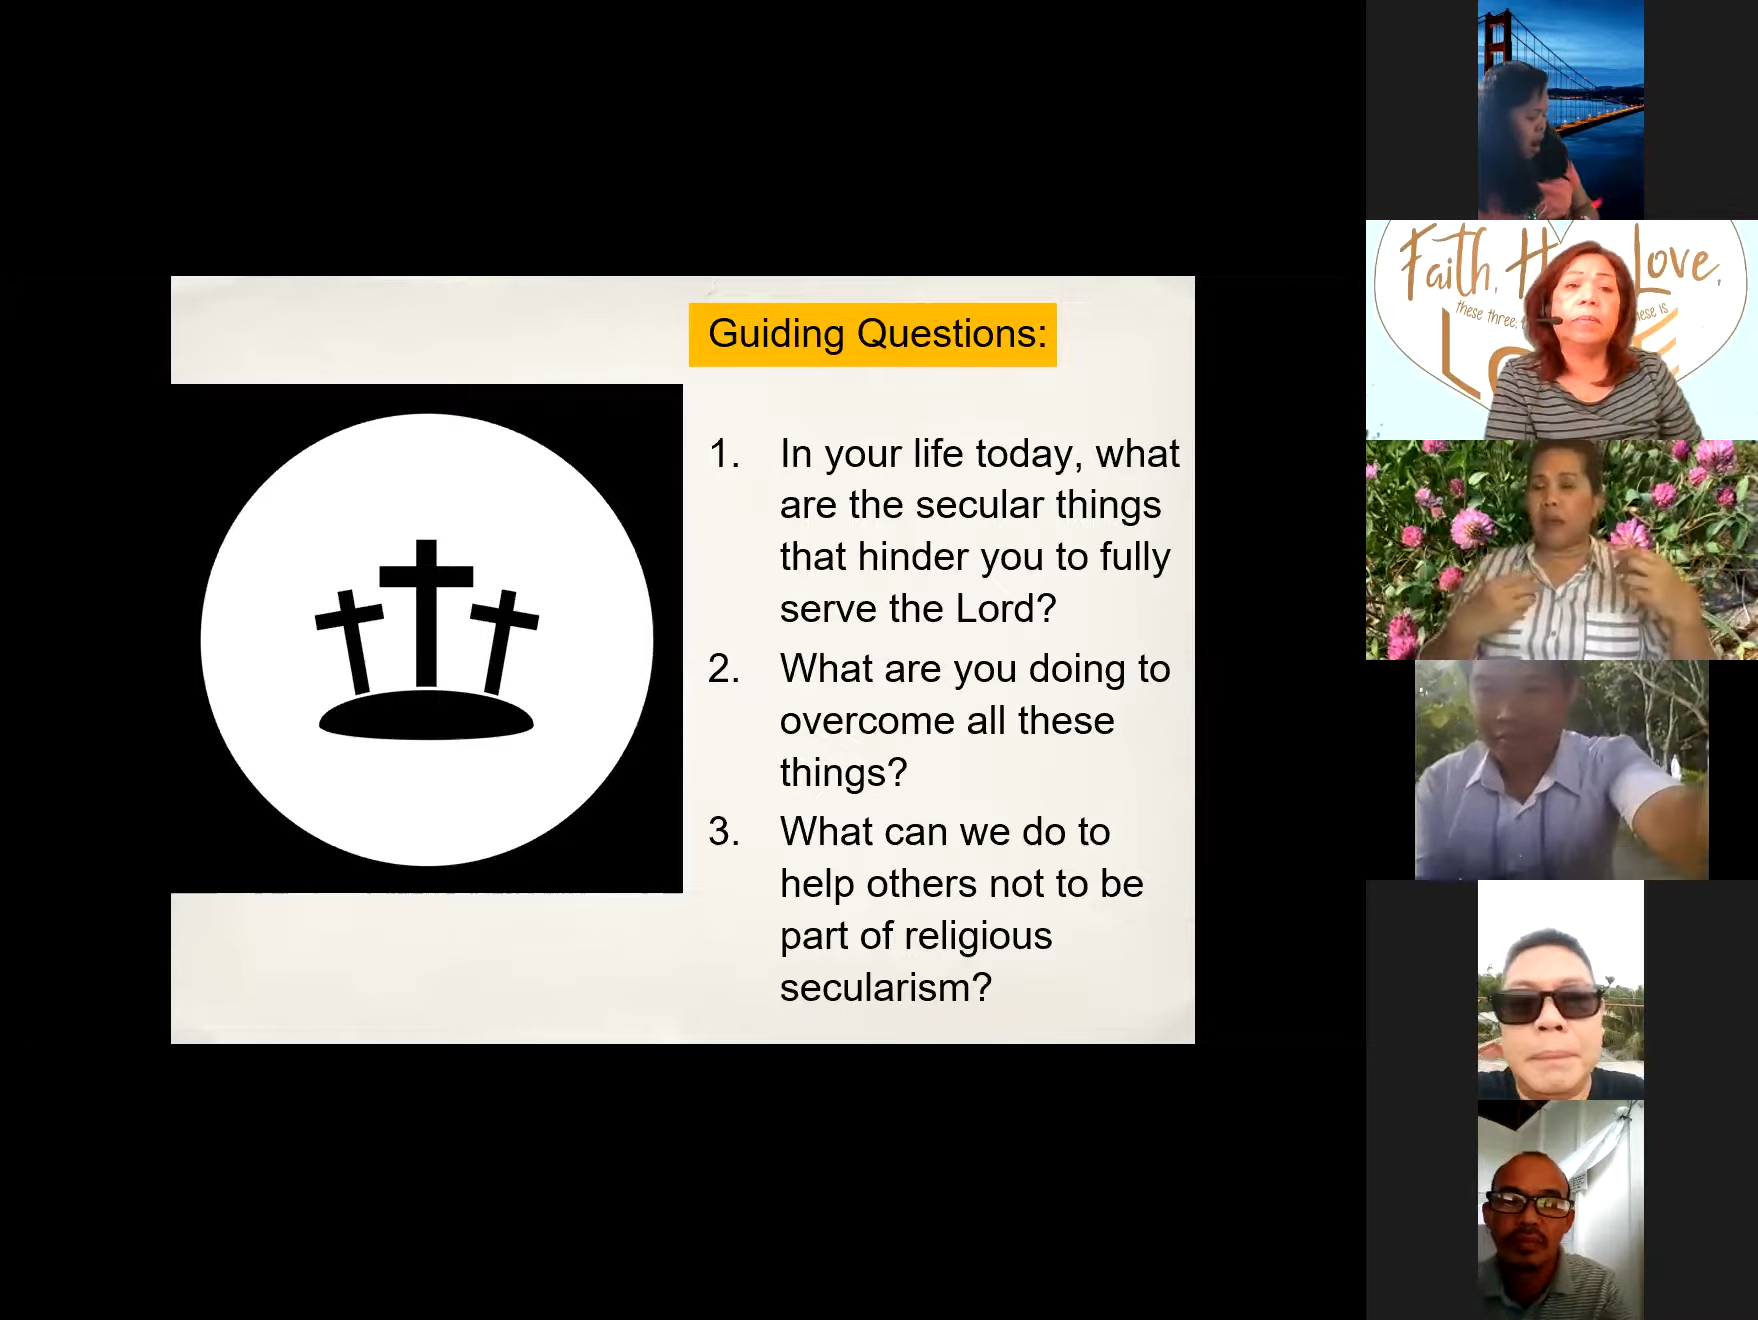 Guiding Questions:
1. In your life today, what
are the secular things
that hinder you to fully
serve the Lord?
2. What are you doing to
overcome all these
things?
3. What can we do to
help others not to be
part of religious
secularism?
Faith, H Love,
these three; these is
L